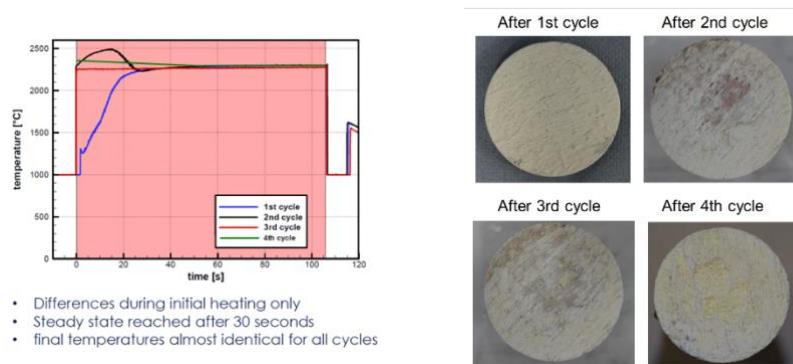 temperature [°C]
2500
2000
1500
1000
500
0
0
20
40
60
80
100
120
time [s]
1st cycle
2nd cycle
3rd cycle
4th cycle
• Differences during initial heating only
• Steady state reached after 30 seconds
• final temperatures almost identical for all cycles
After 1st cycle
After 2nd cycle
After 3rd cycle
After 4th cycle